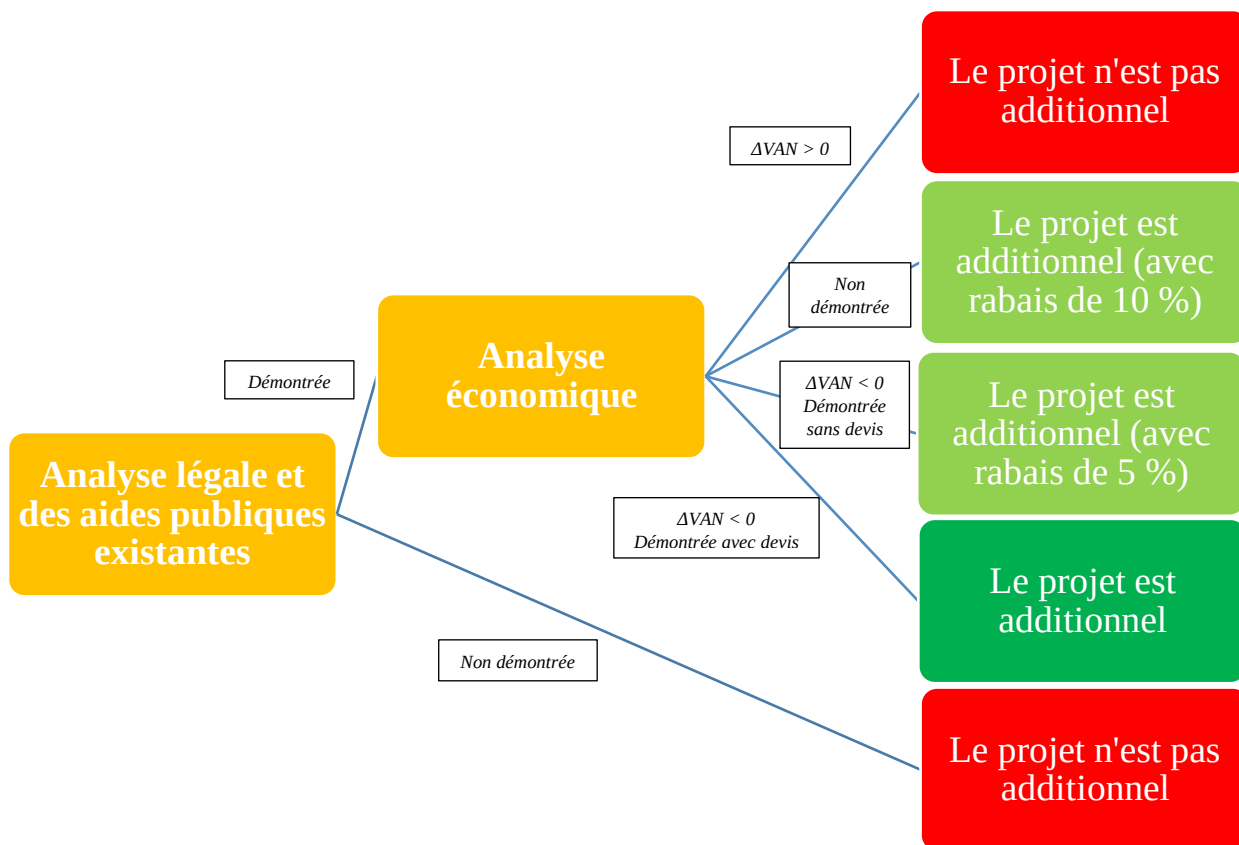 Le projet n'est pas
additionnel
ΔVAN > 0
Le projet est
additionnel (avec
rabais de 10 %)
Non
démontrée
Analyse
économique
Démontrée
ΔVAN < 0
Démontrée
sans devis
Le projet est
additionnel (avec
rabais de 5 %)
Analyse légale et
des aides publiques
existantes
ΔVAN < 0
Démontrée avec devis
Le projet est
additionnel
Non démontrée
Le projet n'est pas
additionnel